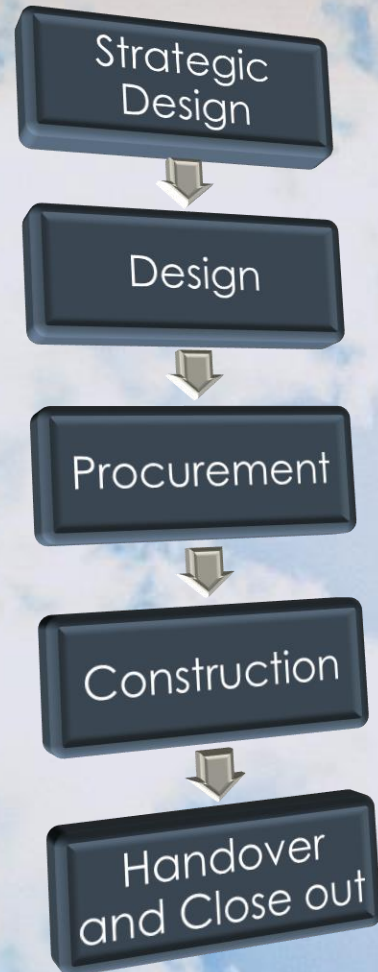 Strategic
Design
Design
Procurement
Construction
Handover
and Close out